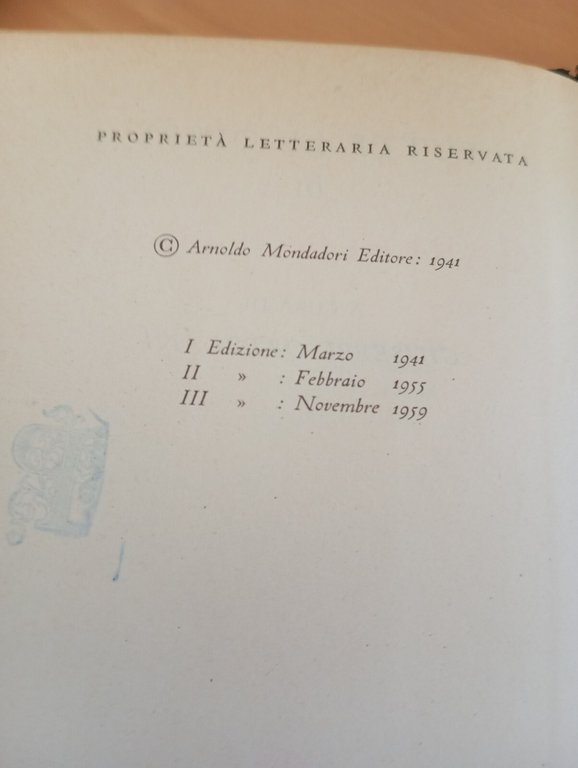 PROPRIETÀ LETTERARIA RISERVATA
© Arnoldo Mondadori Editore: 1941
I Edizione: Marzo 1941
II » : Febbraio 1955
III » : Novembre 1959